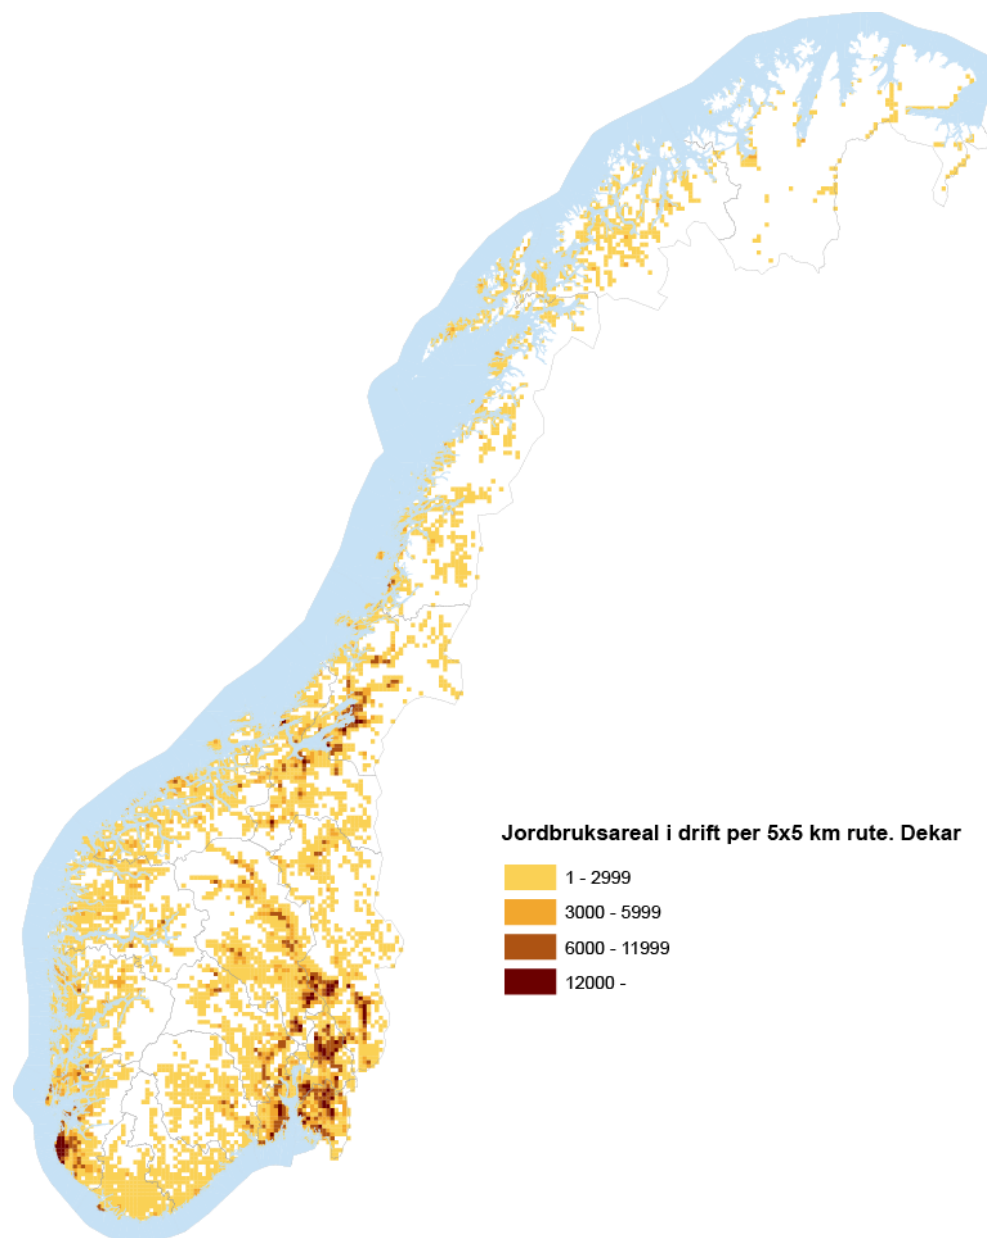 Jordbruksareal i drift per 5x5 km rute. Dekar
1 - 2999
3000 - 5999
6000 - 11999
12000 -